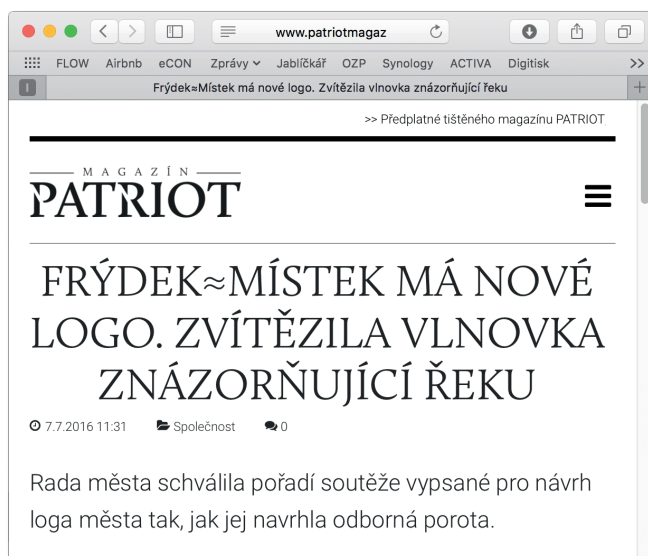 www.patriotmagaz
FLOW Airbnb eCON Zprávy Jablíčkář OZP Synology ACTIVA Digitisk >>
I Frýdek≈Místek má nové logo. Zvítězila vlnovka znázorňující řeku +
>> Předplatné tištěného magazínu PATRIOT
MAGAZÍN
PATRIOT
FRÝDEK≈MÍSTEK MÁ NOVÉ
LOGO. ZVÍTĚZILA VLNOVKA
ZNÁZORŇUJÍCÍ ŘEKU
7.7.2016 11:31 Společnost 0
Rada města schválila pořadí soutěže vypsané pro návrh
loga města tak, jak jej navrhla odborná porota.